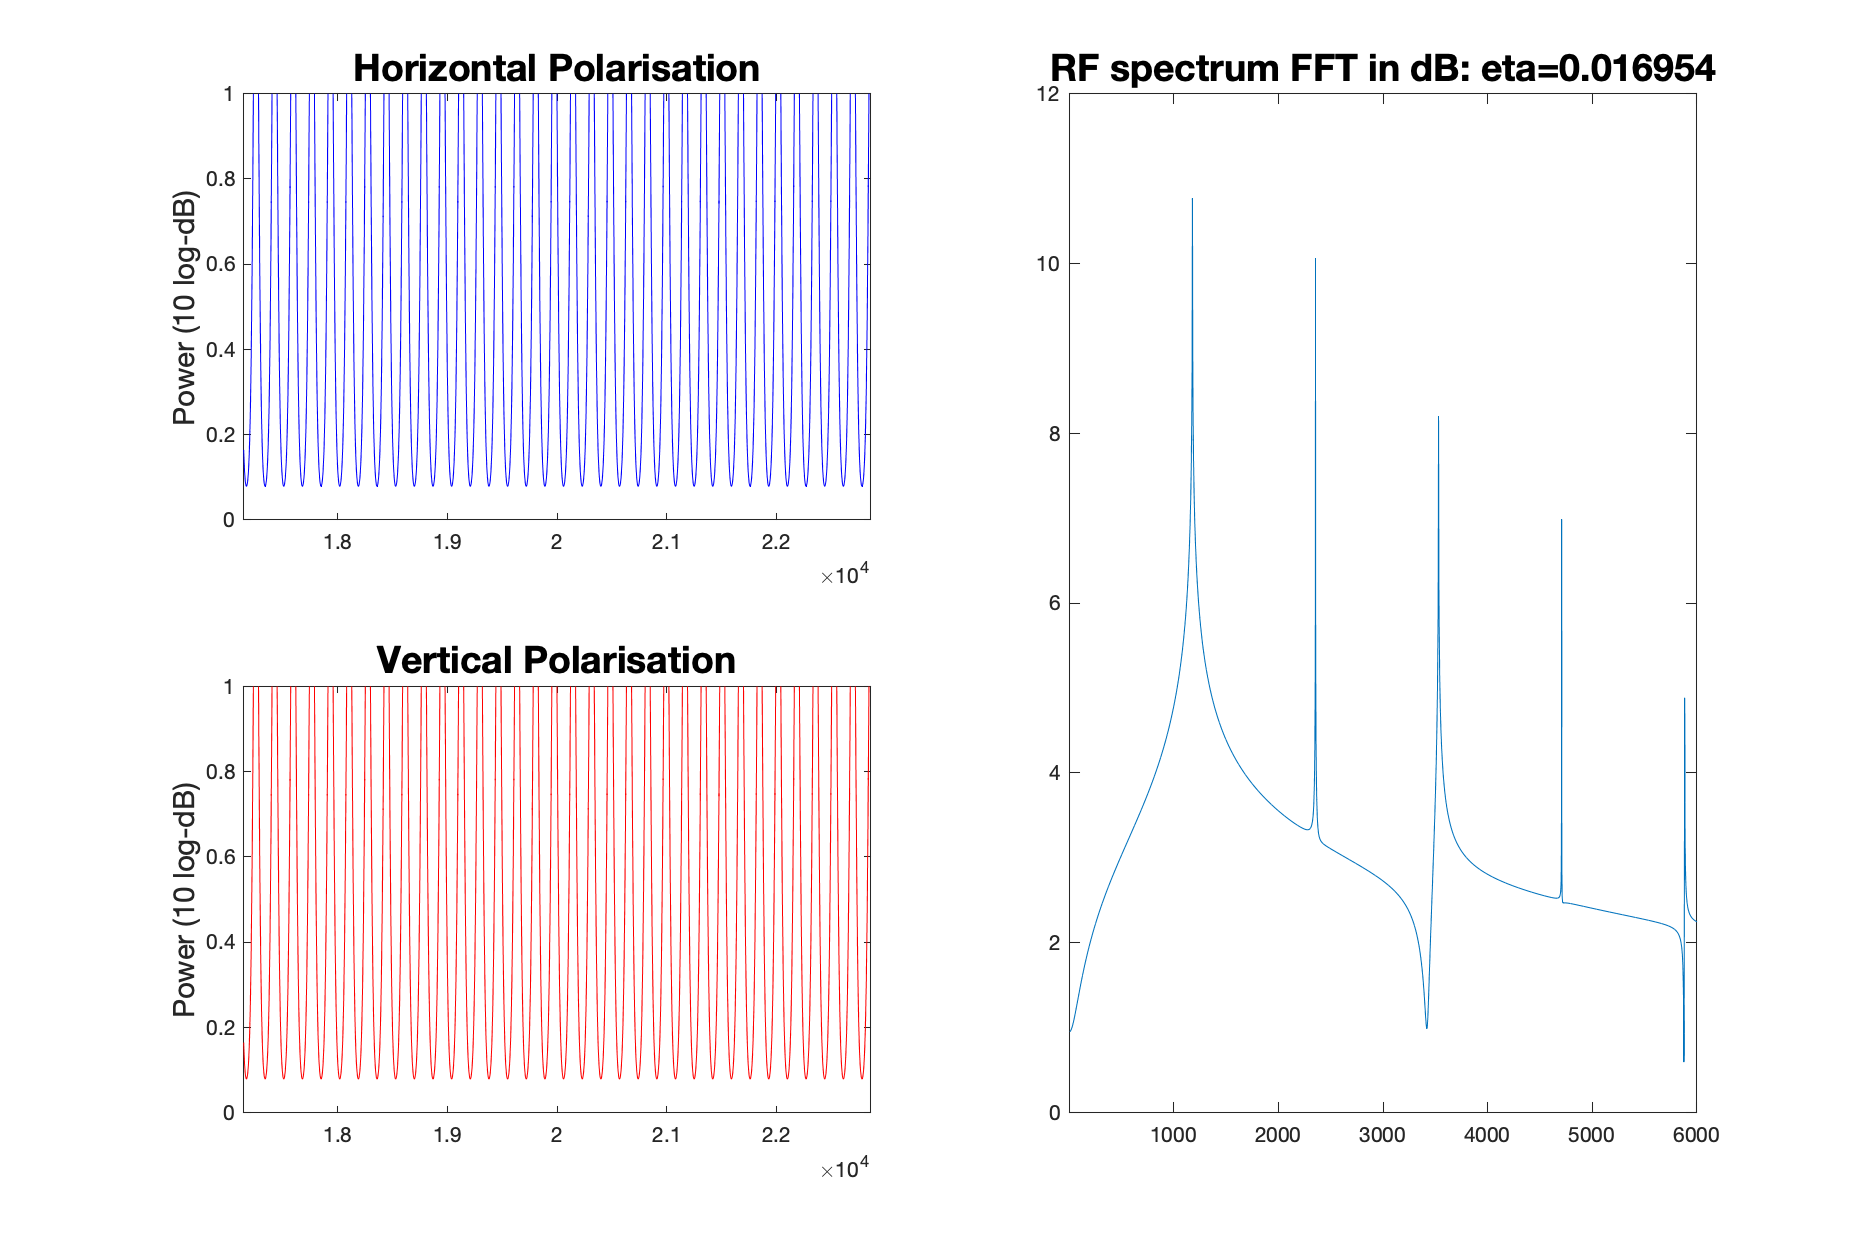 Horizontal Polarisation
Power (10 log-dB)
1
0.8
0.6
0.4
0.2
0
1.8 1.9 2 2.1 2.2
×10^4
Vertical Polarisation
Power (10 log-dB)
1
0.8
0.6
0.4
0.2
0
1.8 1.9 2 2.1 2.2
×10^4
RF spectrum FFT in dB: eta=0.016954
12
10
8
6
4
2
0
1000 2000 3000 4000 5000 6000